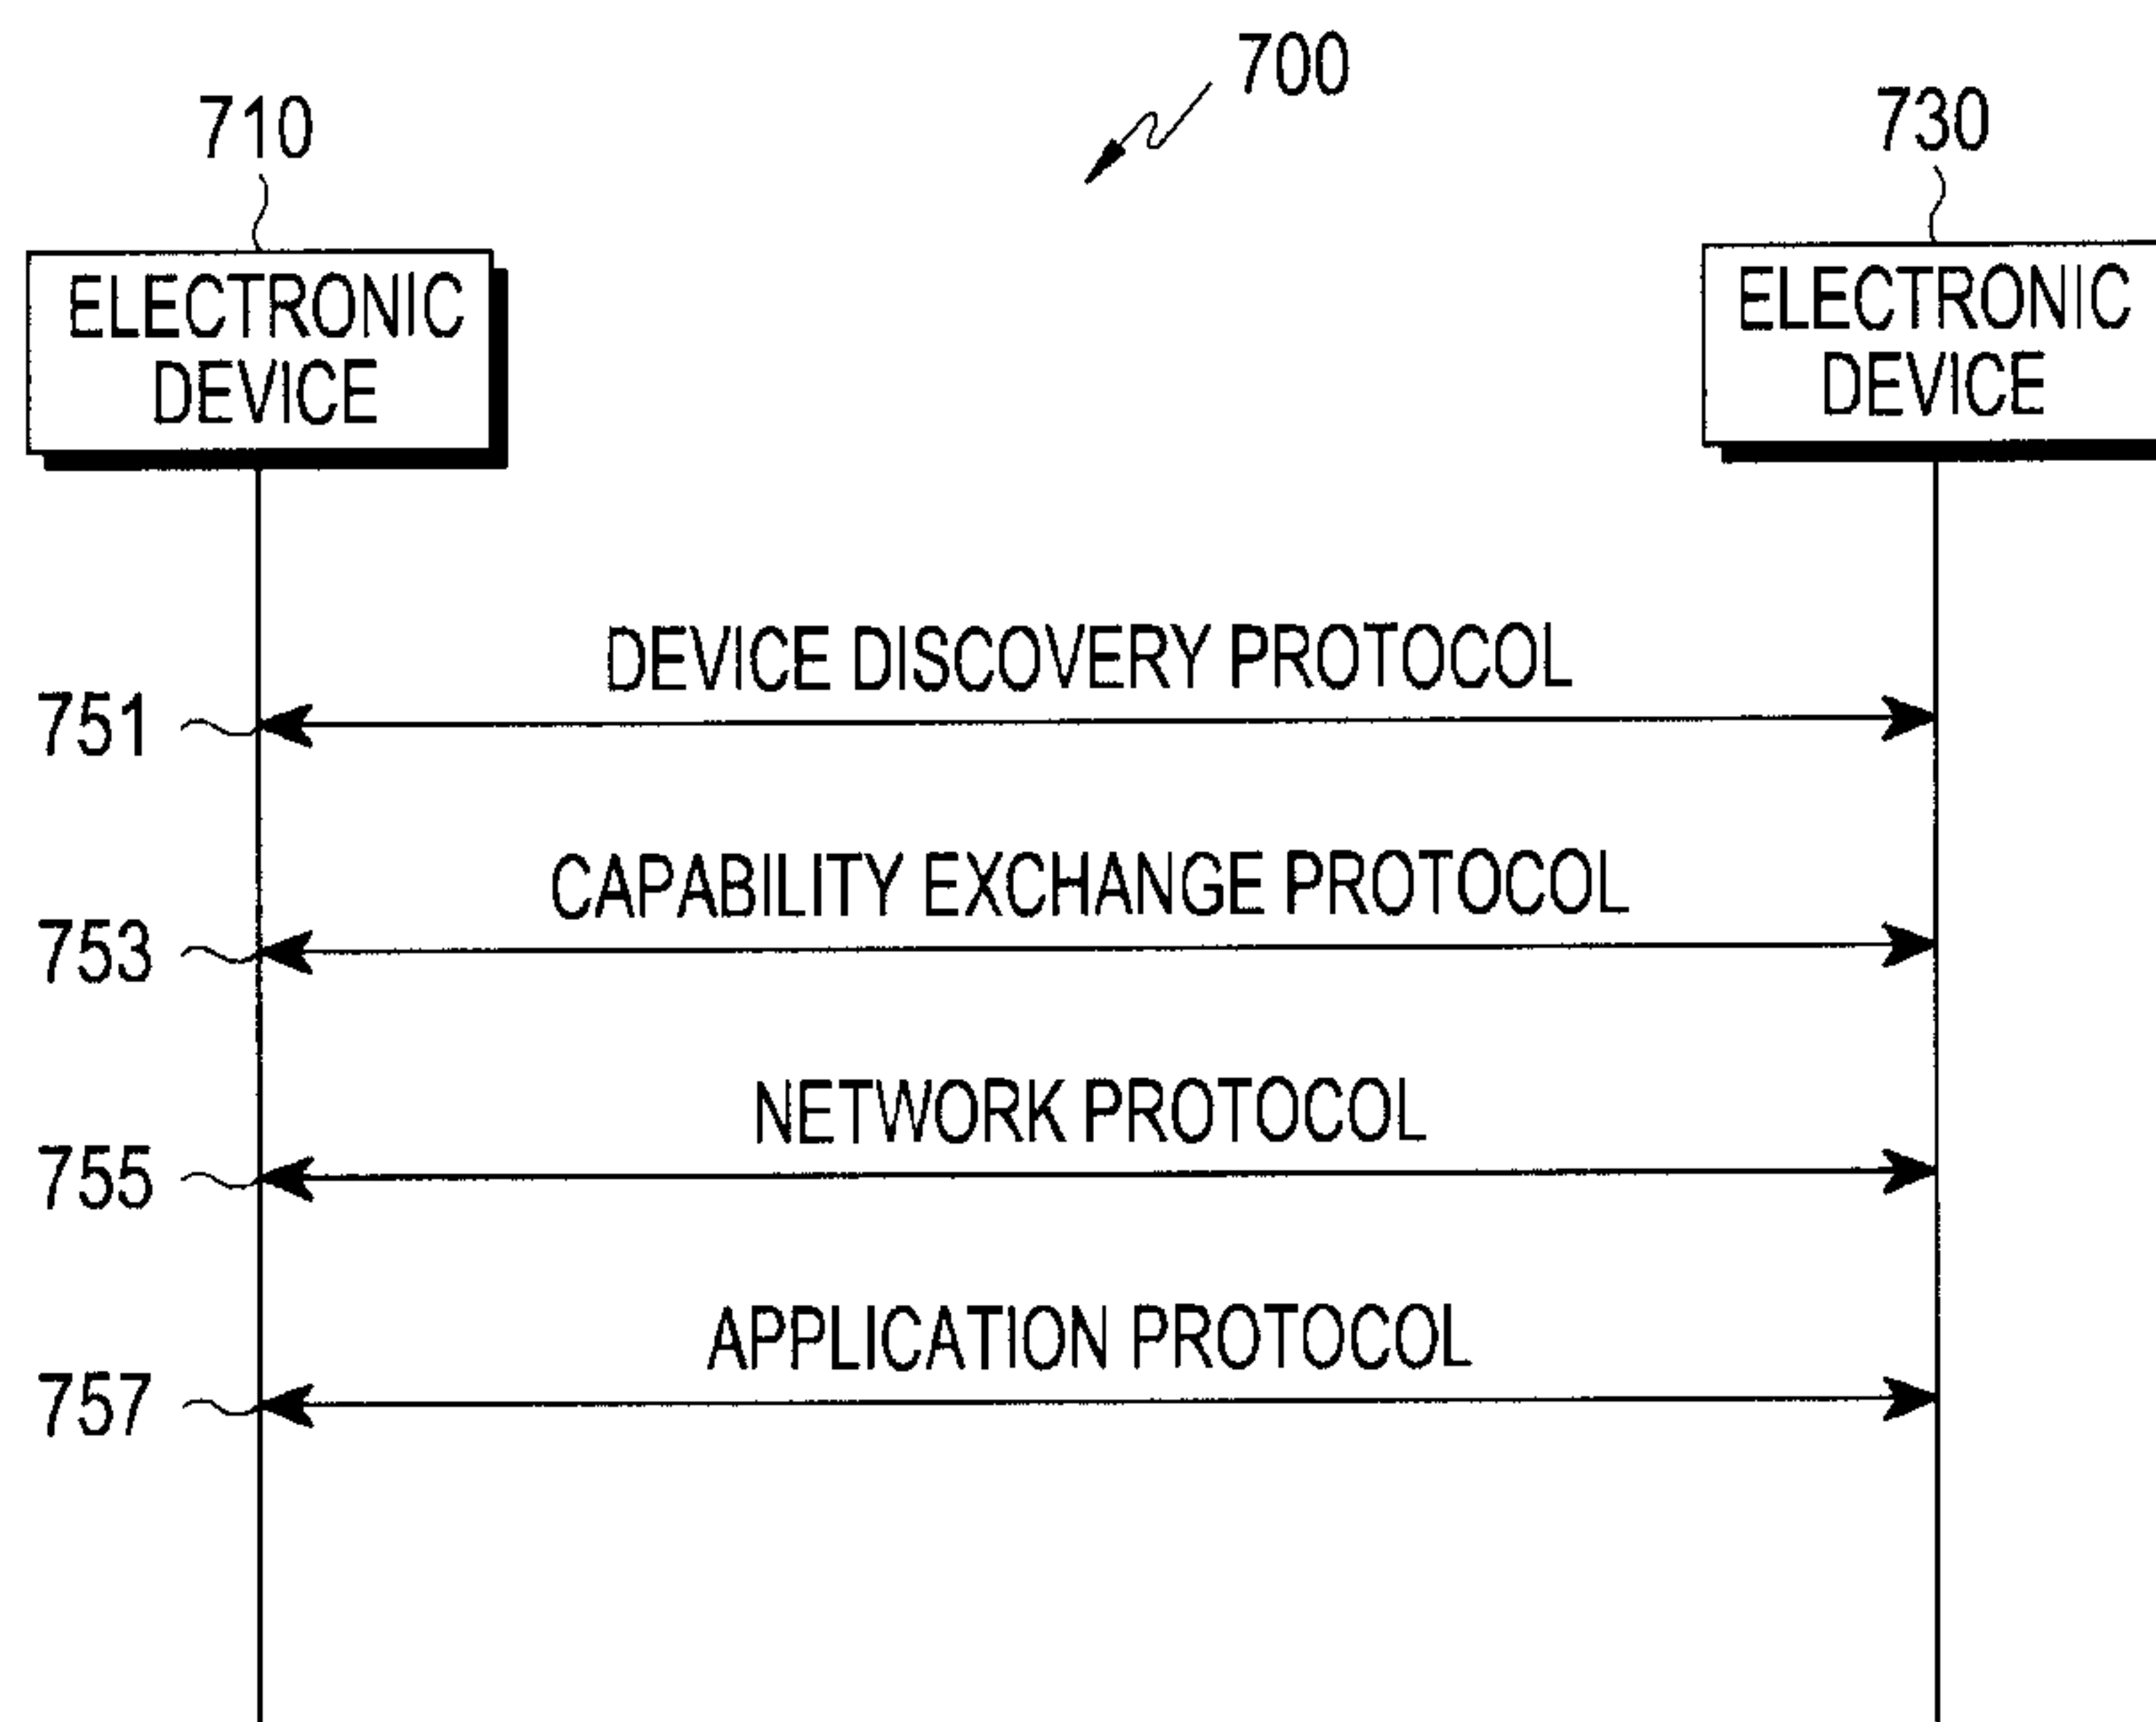 700
710
730
ELECTRONIC
DEVICE
ELECTRONIC
DEVICE
DEVICE DISCOVERY PROTOCOL
751
CAPABILITY EXCHANGE PROTOCOL
753
NETWORK PROTOCOL
755
APPLICATION PROTOCOL
757